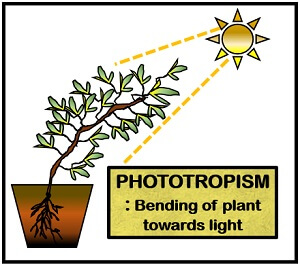 PHOTOTROPISM
: Bending of plant
towards light